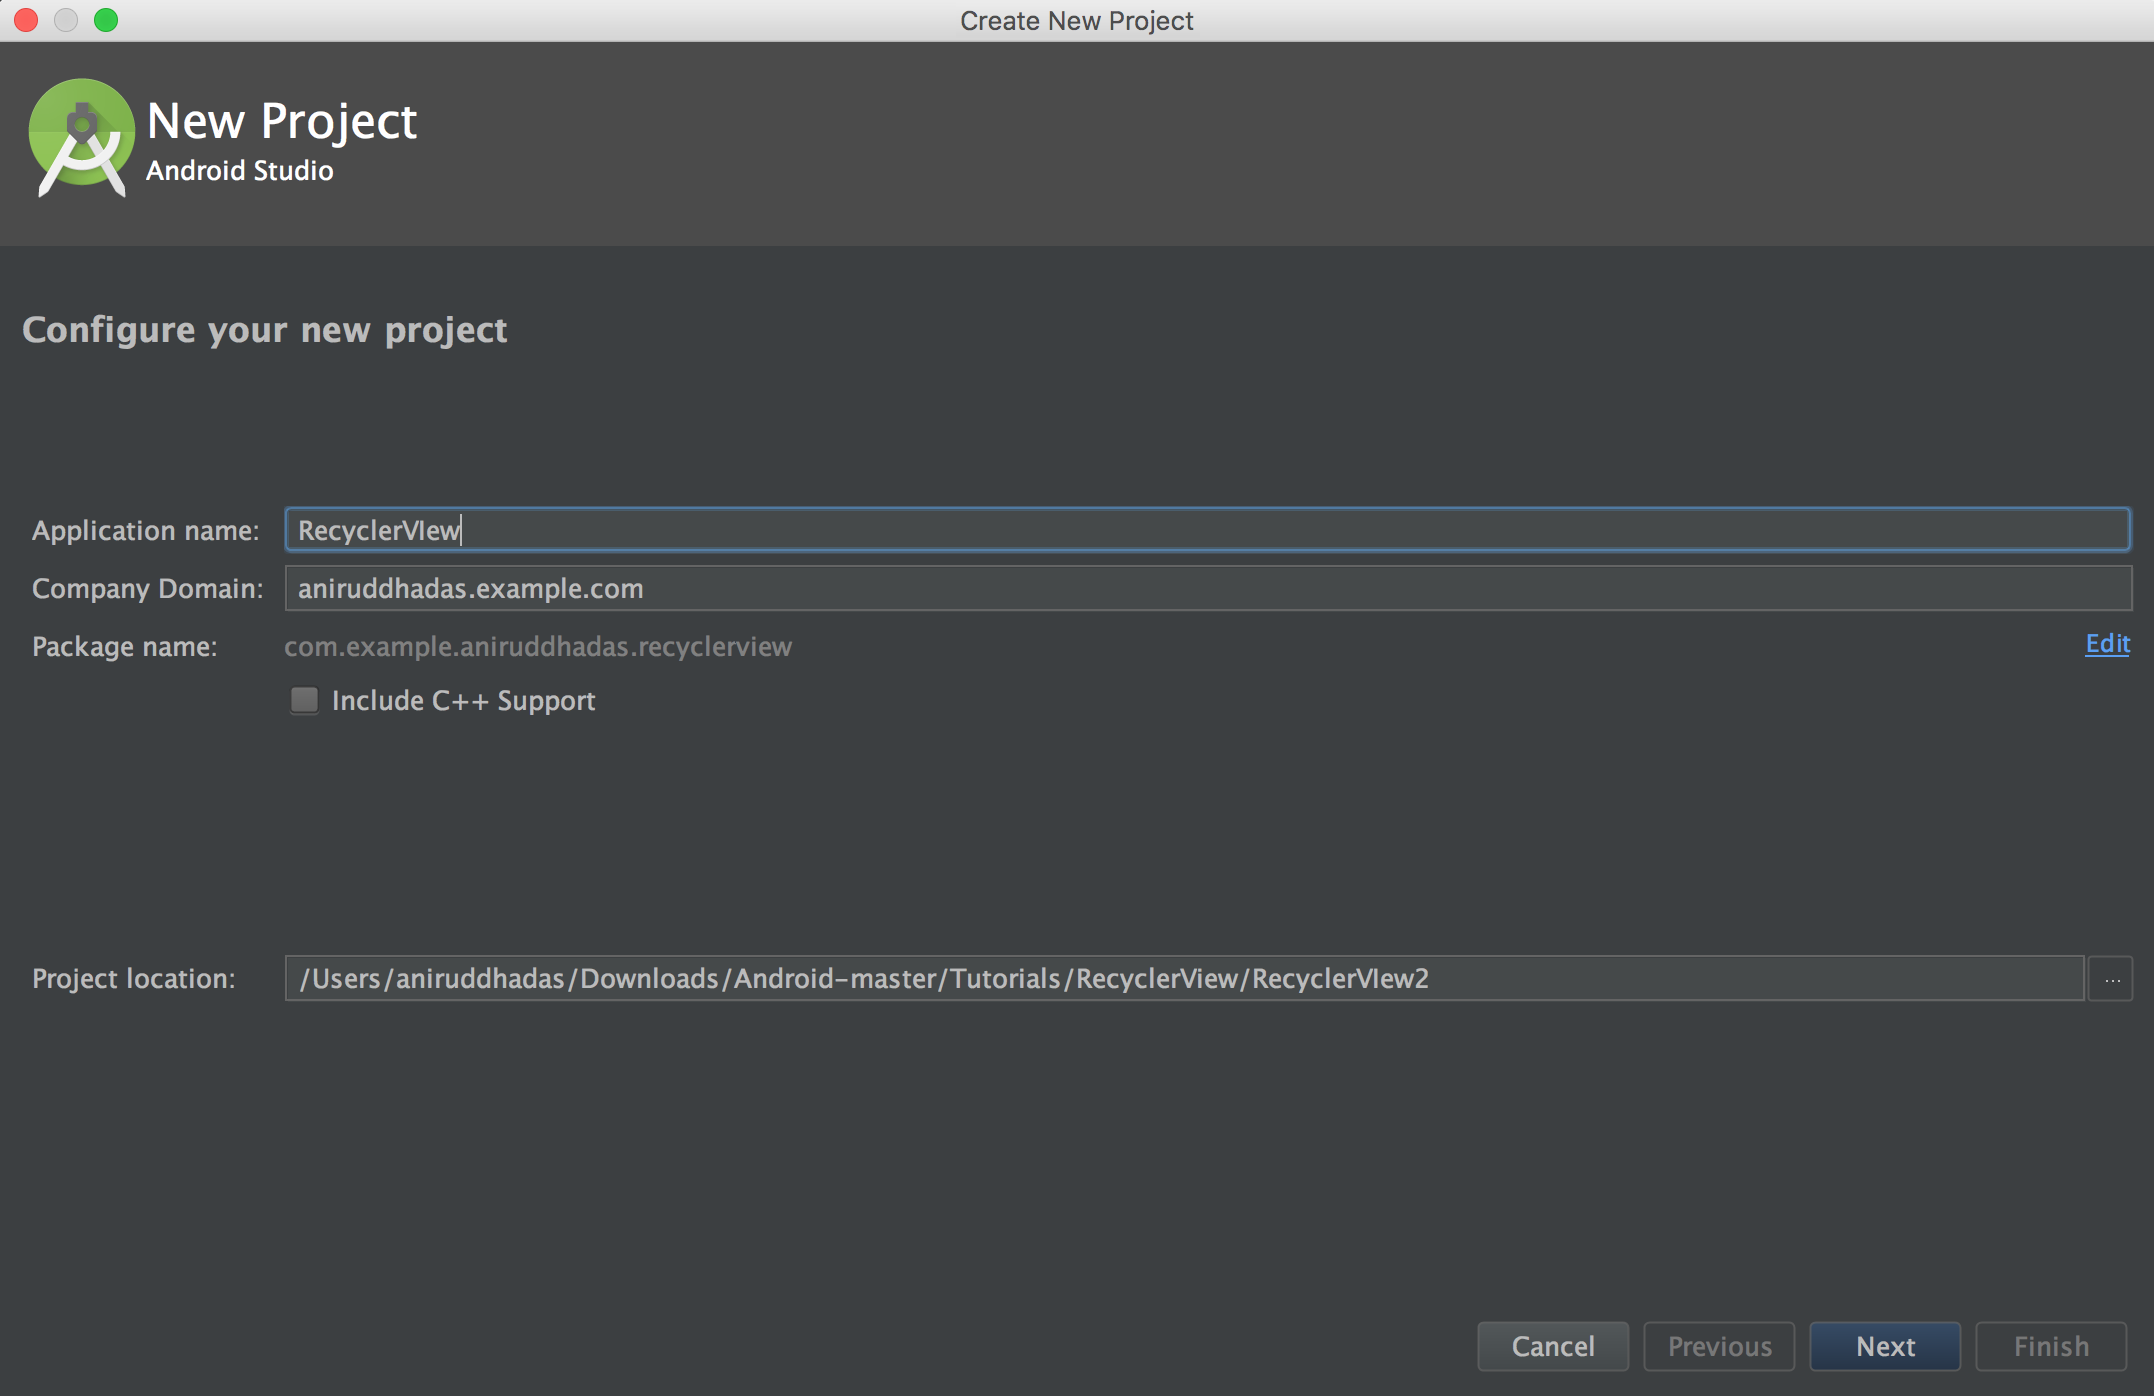 Create New Project
New Project
Android Studio
Configure your new project
Application name: RecyclerVIew
Company Domain: aniruddhadas.example.com
Package name: com.example.aniruddhadas.recyclerview Edit
Include C++ Support
Project location: /Users/aniruddhadas/Downloads/Android-master/Tutorials/RecyclerView/RecyclerVIew2 ...
Cancel Previous Next Finish